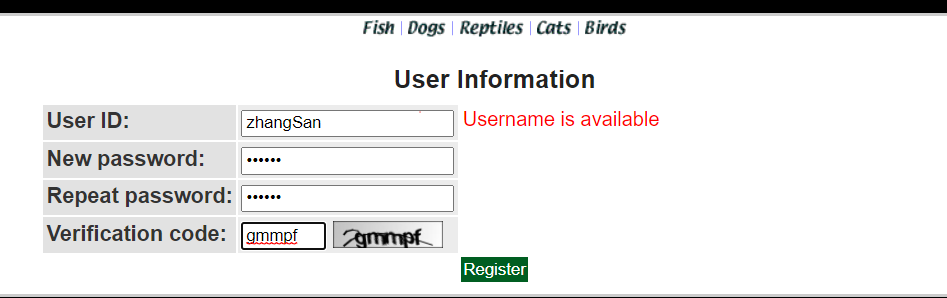 Fish | Dogs | Reptiles | Cats | Birds
User Information
User ID: zhangSan Username is available
New password: ••••••
Repeat password: ••••••
Verification code: gmmpf 2gmmpf
Register